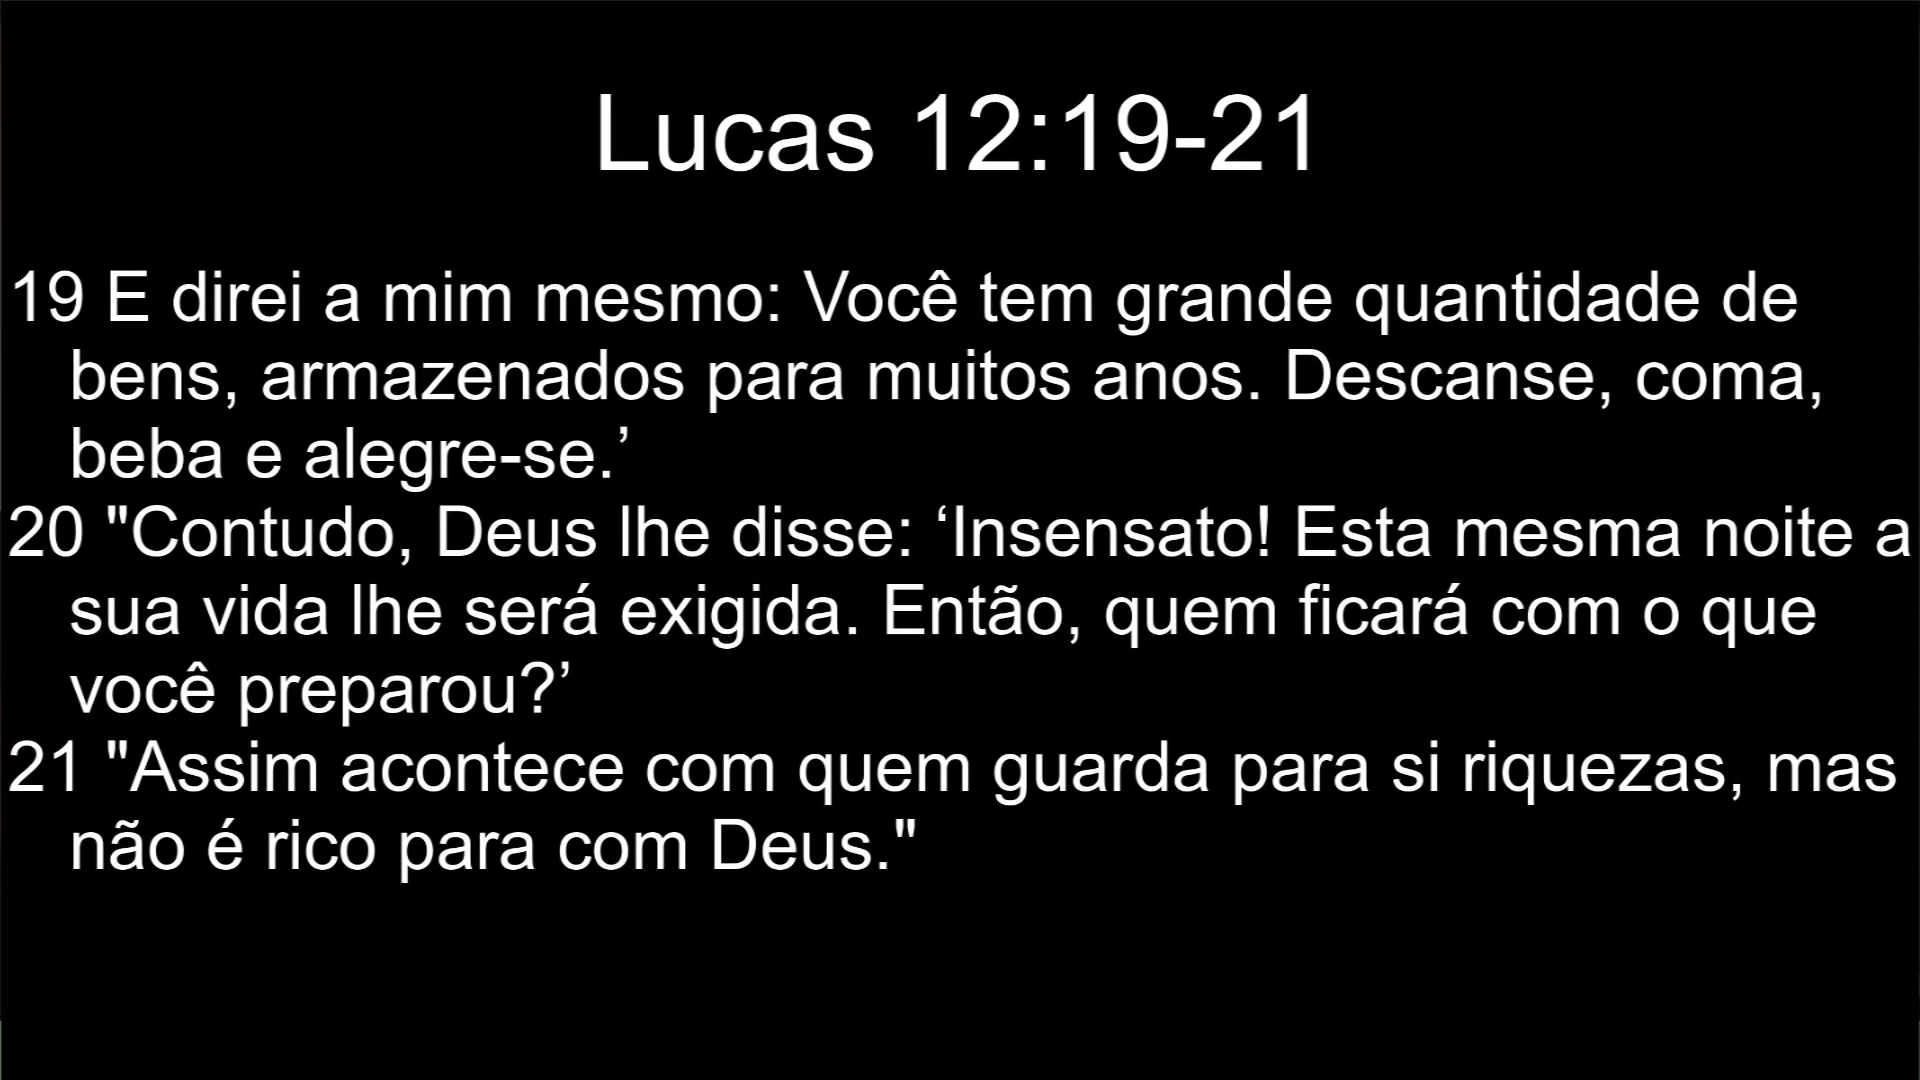 Lucas 12:19-21
19 E direi a mim mesmo: Você tem grande quantidade de
bens, armazenados para muitos anos. Descanse, coma,
beba e alegre-se.’
20 "Contudo, Deus lhe disse: ‘Insensato! Esta mesma noite a
sua vida lhe será exigida. Então, quem ficará com o que
você preparou?’
21 "Assim acontece com quem guarda para si riquezas, mas
não é rico para com Deus."